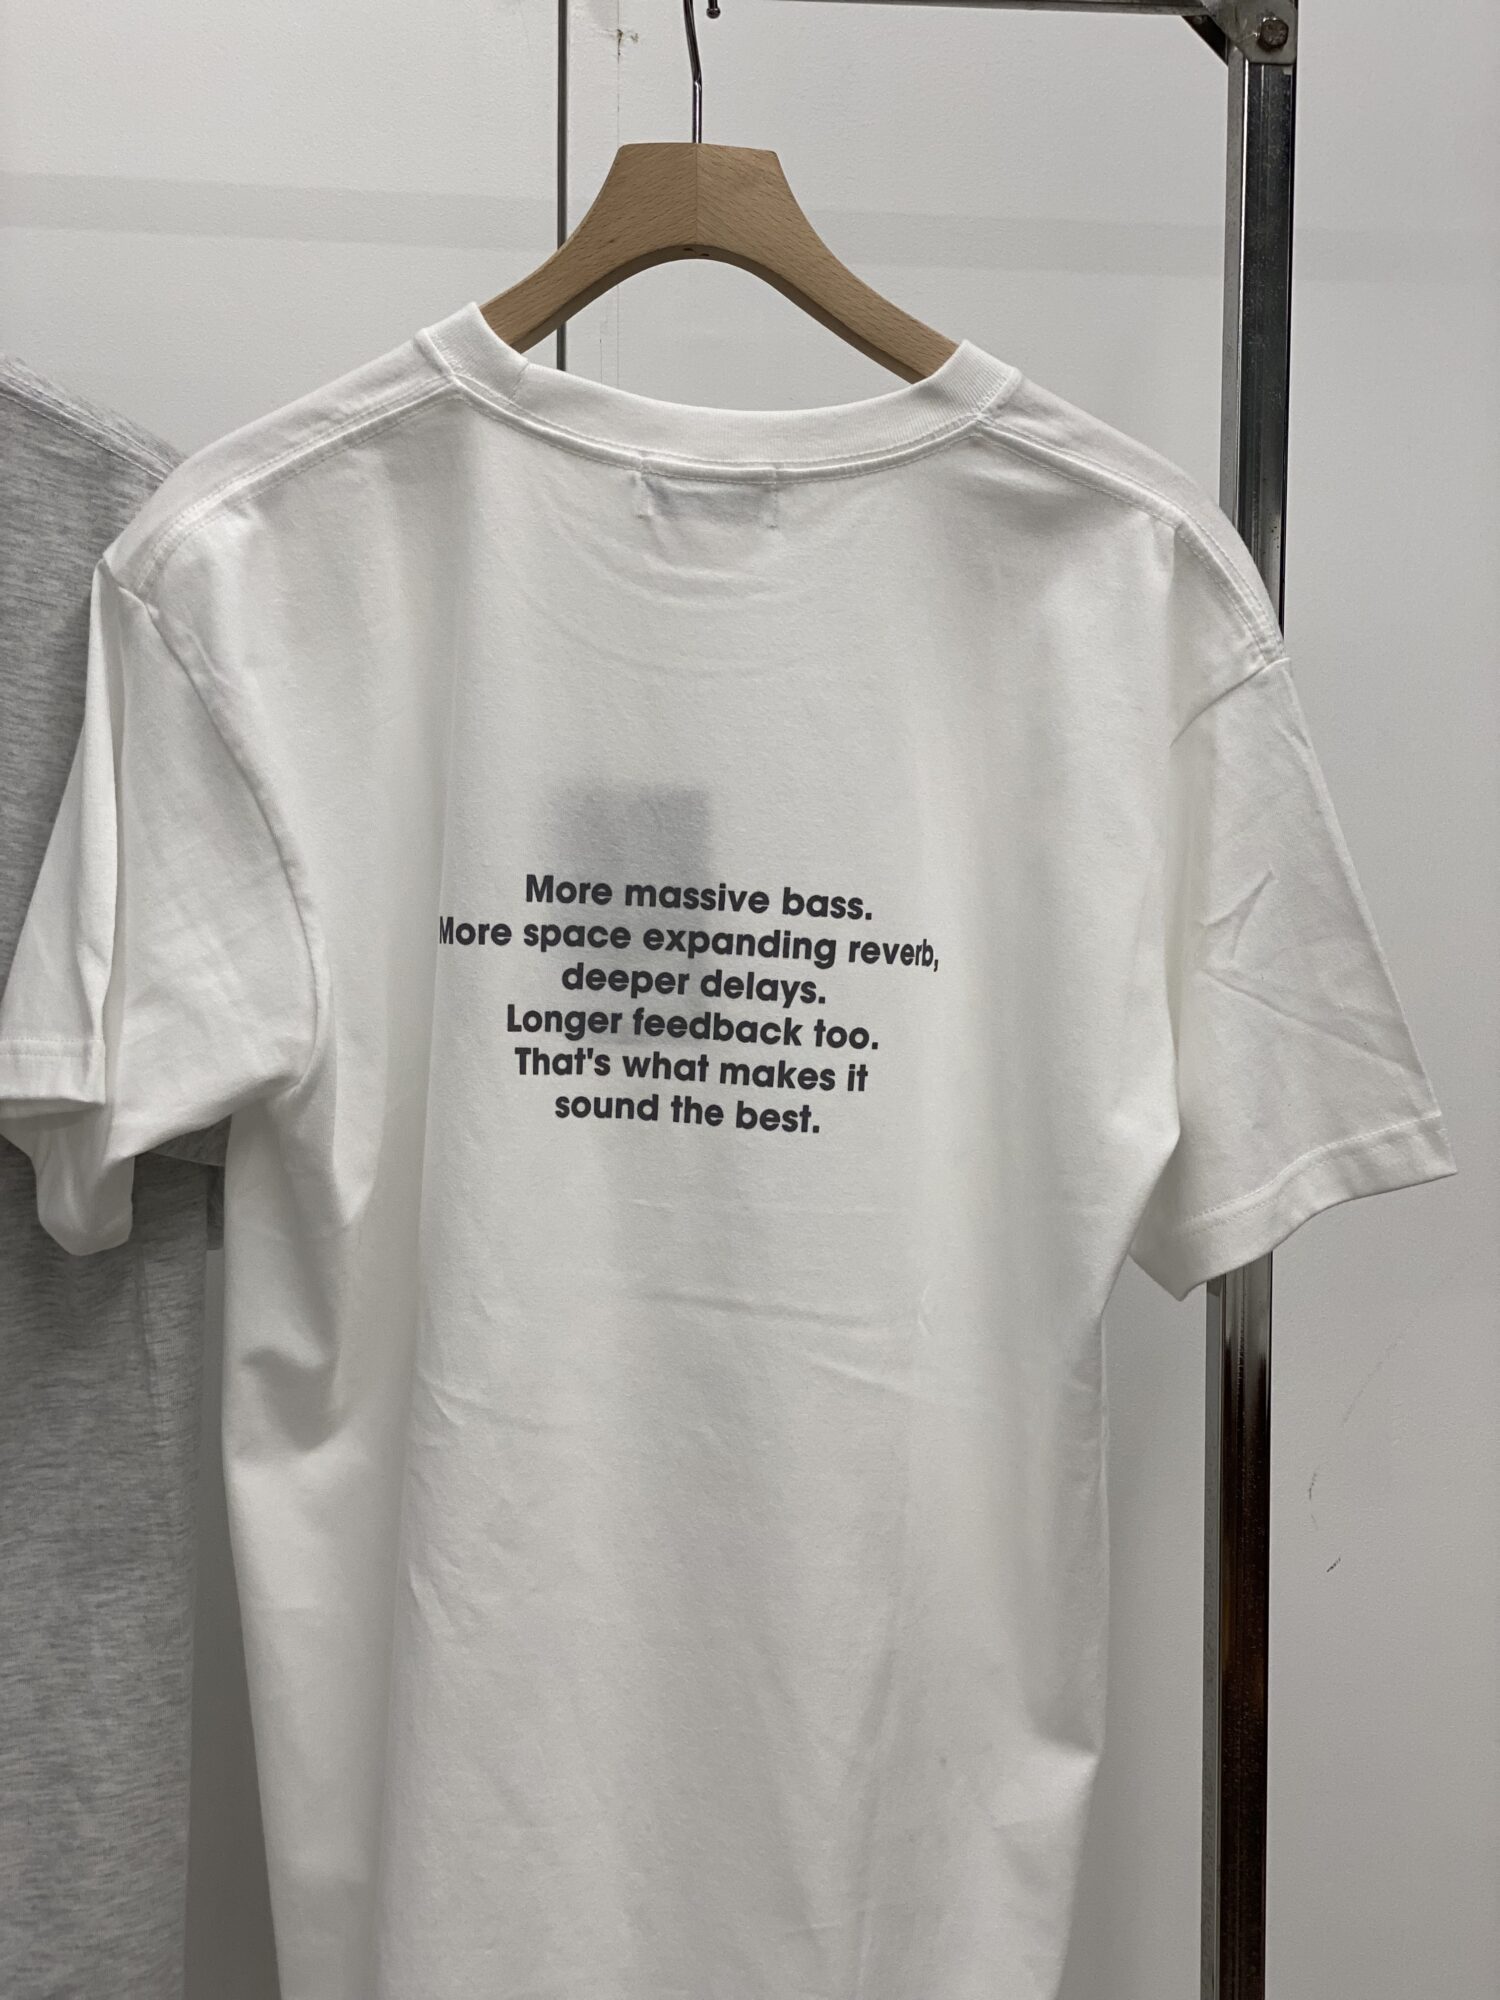 More massive bass.
More space expanding reverb,
deeper delays.
Longer feedback too.
That's what makes it
sound the best.